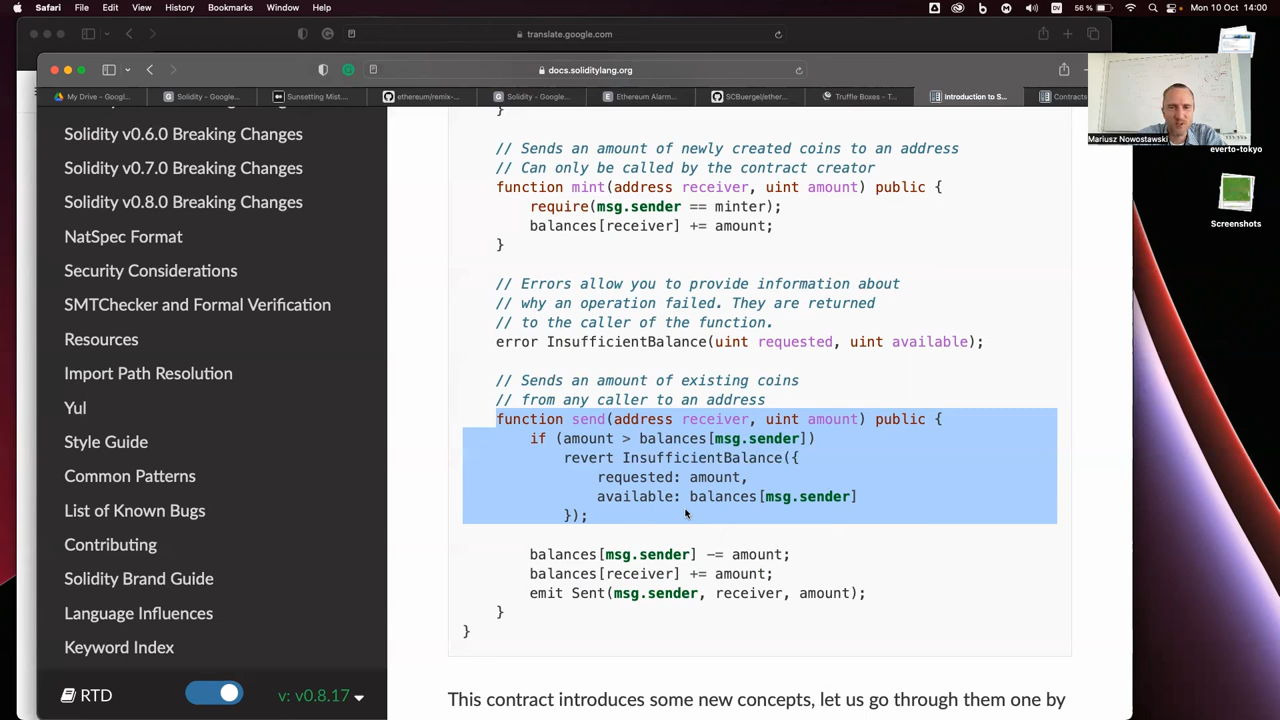 Safari File Edit View History Bookmarks Window Help
DV 56 % Mon 10 Oct 14:00
translate.google.com
docs.soliditylang.org
My Drive - Googl...
Solidity - Google...
Sunsetting Mist...
ethereum/remix-...
Solidity - Google...
Ethereum Alarm...
SCBuergel/ether...
Truffle Boxes - T...
Introduction to S...
Contracts
Mariusz Nowostawski
everto-tokyo
Screenshots
Solidity v0.6.0 Breaking Changes
Solidity v0.7.0 Breaking Changes
Solidity v0.8.0 Breaking Changes
NatSpec Format
Security Considerations
SMTChecker and Formal Verification
Resources
Import Path Resolution
Yul
Style Guide
Common Patterns
List of Known Bugs
Contributing
Solidity Brand Guide
Language Influences
Keyword Index
RTD
v: v0.8.17
}
// Sends an amount of newly created coins to an address
// Can only be called by the contract creator
function mint(address receiver, uint amount) public {
require(msg.sender == minter);
balances[receiver] += amount;
}
// Errors allow you to provide information about
// why an operation failed. They are returned
// to the caller of the function.
error InsufficientBalance(uint requested, uint available);
// Sends an amount of existing coins
// from any caller to an address
function send(address receiver, uint amount) public {
if (amount > balances[msg.sender])
revert InsufficientBalance({
requested: amount,
available: balances[msg.sender]
});
balances[msg.sender] -= amount;
balances[receiver] += amount;
emit Sent(msg.sender, receiver, amount);
}
}
This contract introduces some new concepts, let us go through them one by